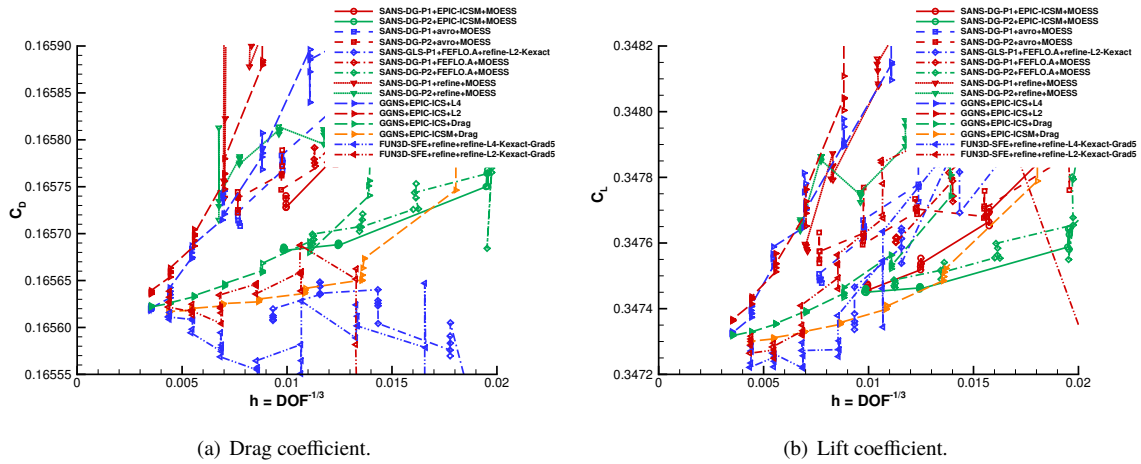 SANS-DG-P1+EPIC-ICSM+MOESS
SANS-DG-P2+EPIC-ICSM+MOESS
SANS-DG-P1+avro+MOESS
SANS-DG-P2+avro+MOESS
SANS-GLS-P1+FEFLO.A+refine-L2-Kexact
SANS-DG-P1+FEFLO.A+MOESS
SANS-DG-P2+FEFLO.A+MOESS
SANS-DG-P1+refine+MOESS
SANS-DG-P2+refine+MOESS
GGNS+EPIC-ICS+L4
GGNS+EPIC-ICS+L2
GGNS+EPIC-ICS+Drag
GGNS+EPIC-ICSM+Drag
FUN3D-SFE+refine+refine-L4-Kexact-Grad5
FUN3D-SFE+refine+refine-L2-Kexact-Grad5
0.16590
0.16585
0.16580
0.16575
0.16570
0.16565
0.16560
0.16555
C_D
0 0.005 0.01 0.015 0.02
h = DOF^-1/3
(a) Drag coefficient.
SANS-DG-P1+EPIC-ICSM+MOESS
SANS-DG-P2+EPIC-ICSM+MOESS
SANS-DG-P1+avro+MOESS
SANS-DG-P2+avro+MOESS
SANS-GLS-P1+FEFLO.A+refine-L2-Kexact
SANS-DG-P1+FEFLO.A+MOESS
SANS-DG-P2+FEFLO.A+MOESS
SANS-DG-P1+refine+MOESS
SANS-DG-P2+refine+MOESS
GGNS+EPIC-ICS+L4
GGNS+EPIC-ICS+L2
GGNS+EPIC-ICS+Drag
GGNS+EPIC-ICSM+Drag
FUN3D-SFE+refine+refine-L4-Kexact-Grad5
FUN3D-SFE+refine+refine-L2-Kexact-Grad5
0.3482
0.3480
0.3478
0.3476
0.3474
0.3472
C_L
0 0.005 0.01 0.015 0.02
h = DOF^-1/3
(b) Lift coefficient.